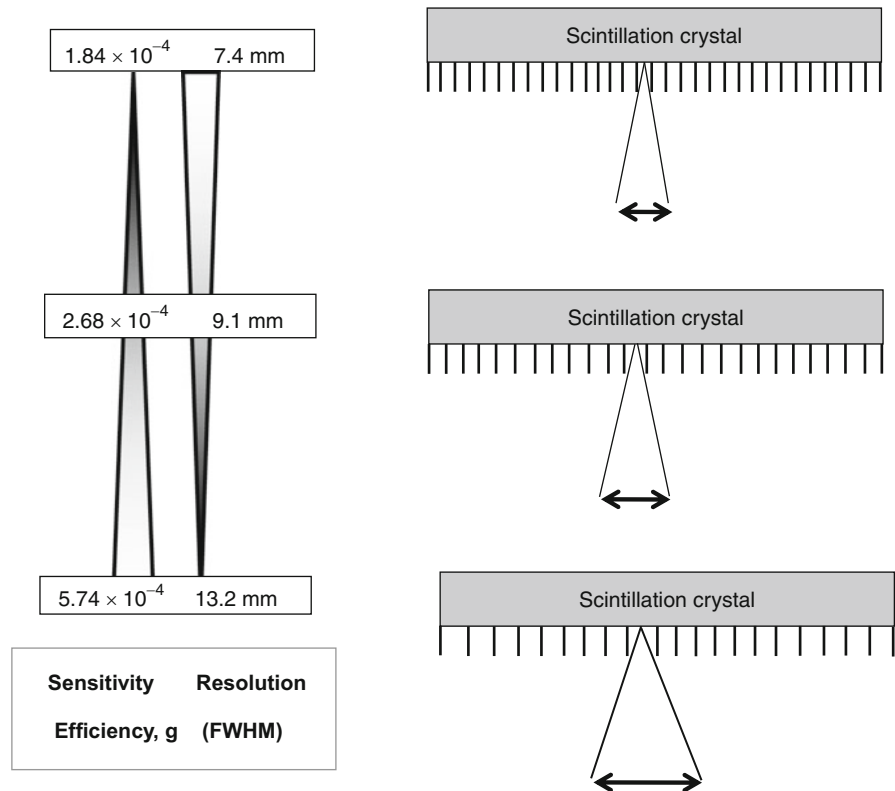 1.84 × 10⁻⁴ 7.4 mm
Scintillation crystal
2.68 × 10⁻⁴ 9.1 mm
Scintillation crystal
5.74 × 10⁻⁴ 13.2 mm
Scintillation crystal
Sensitivity Resolution
Efficiency, g (FWHM)